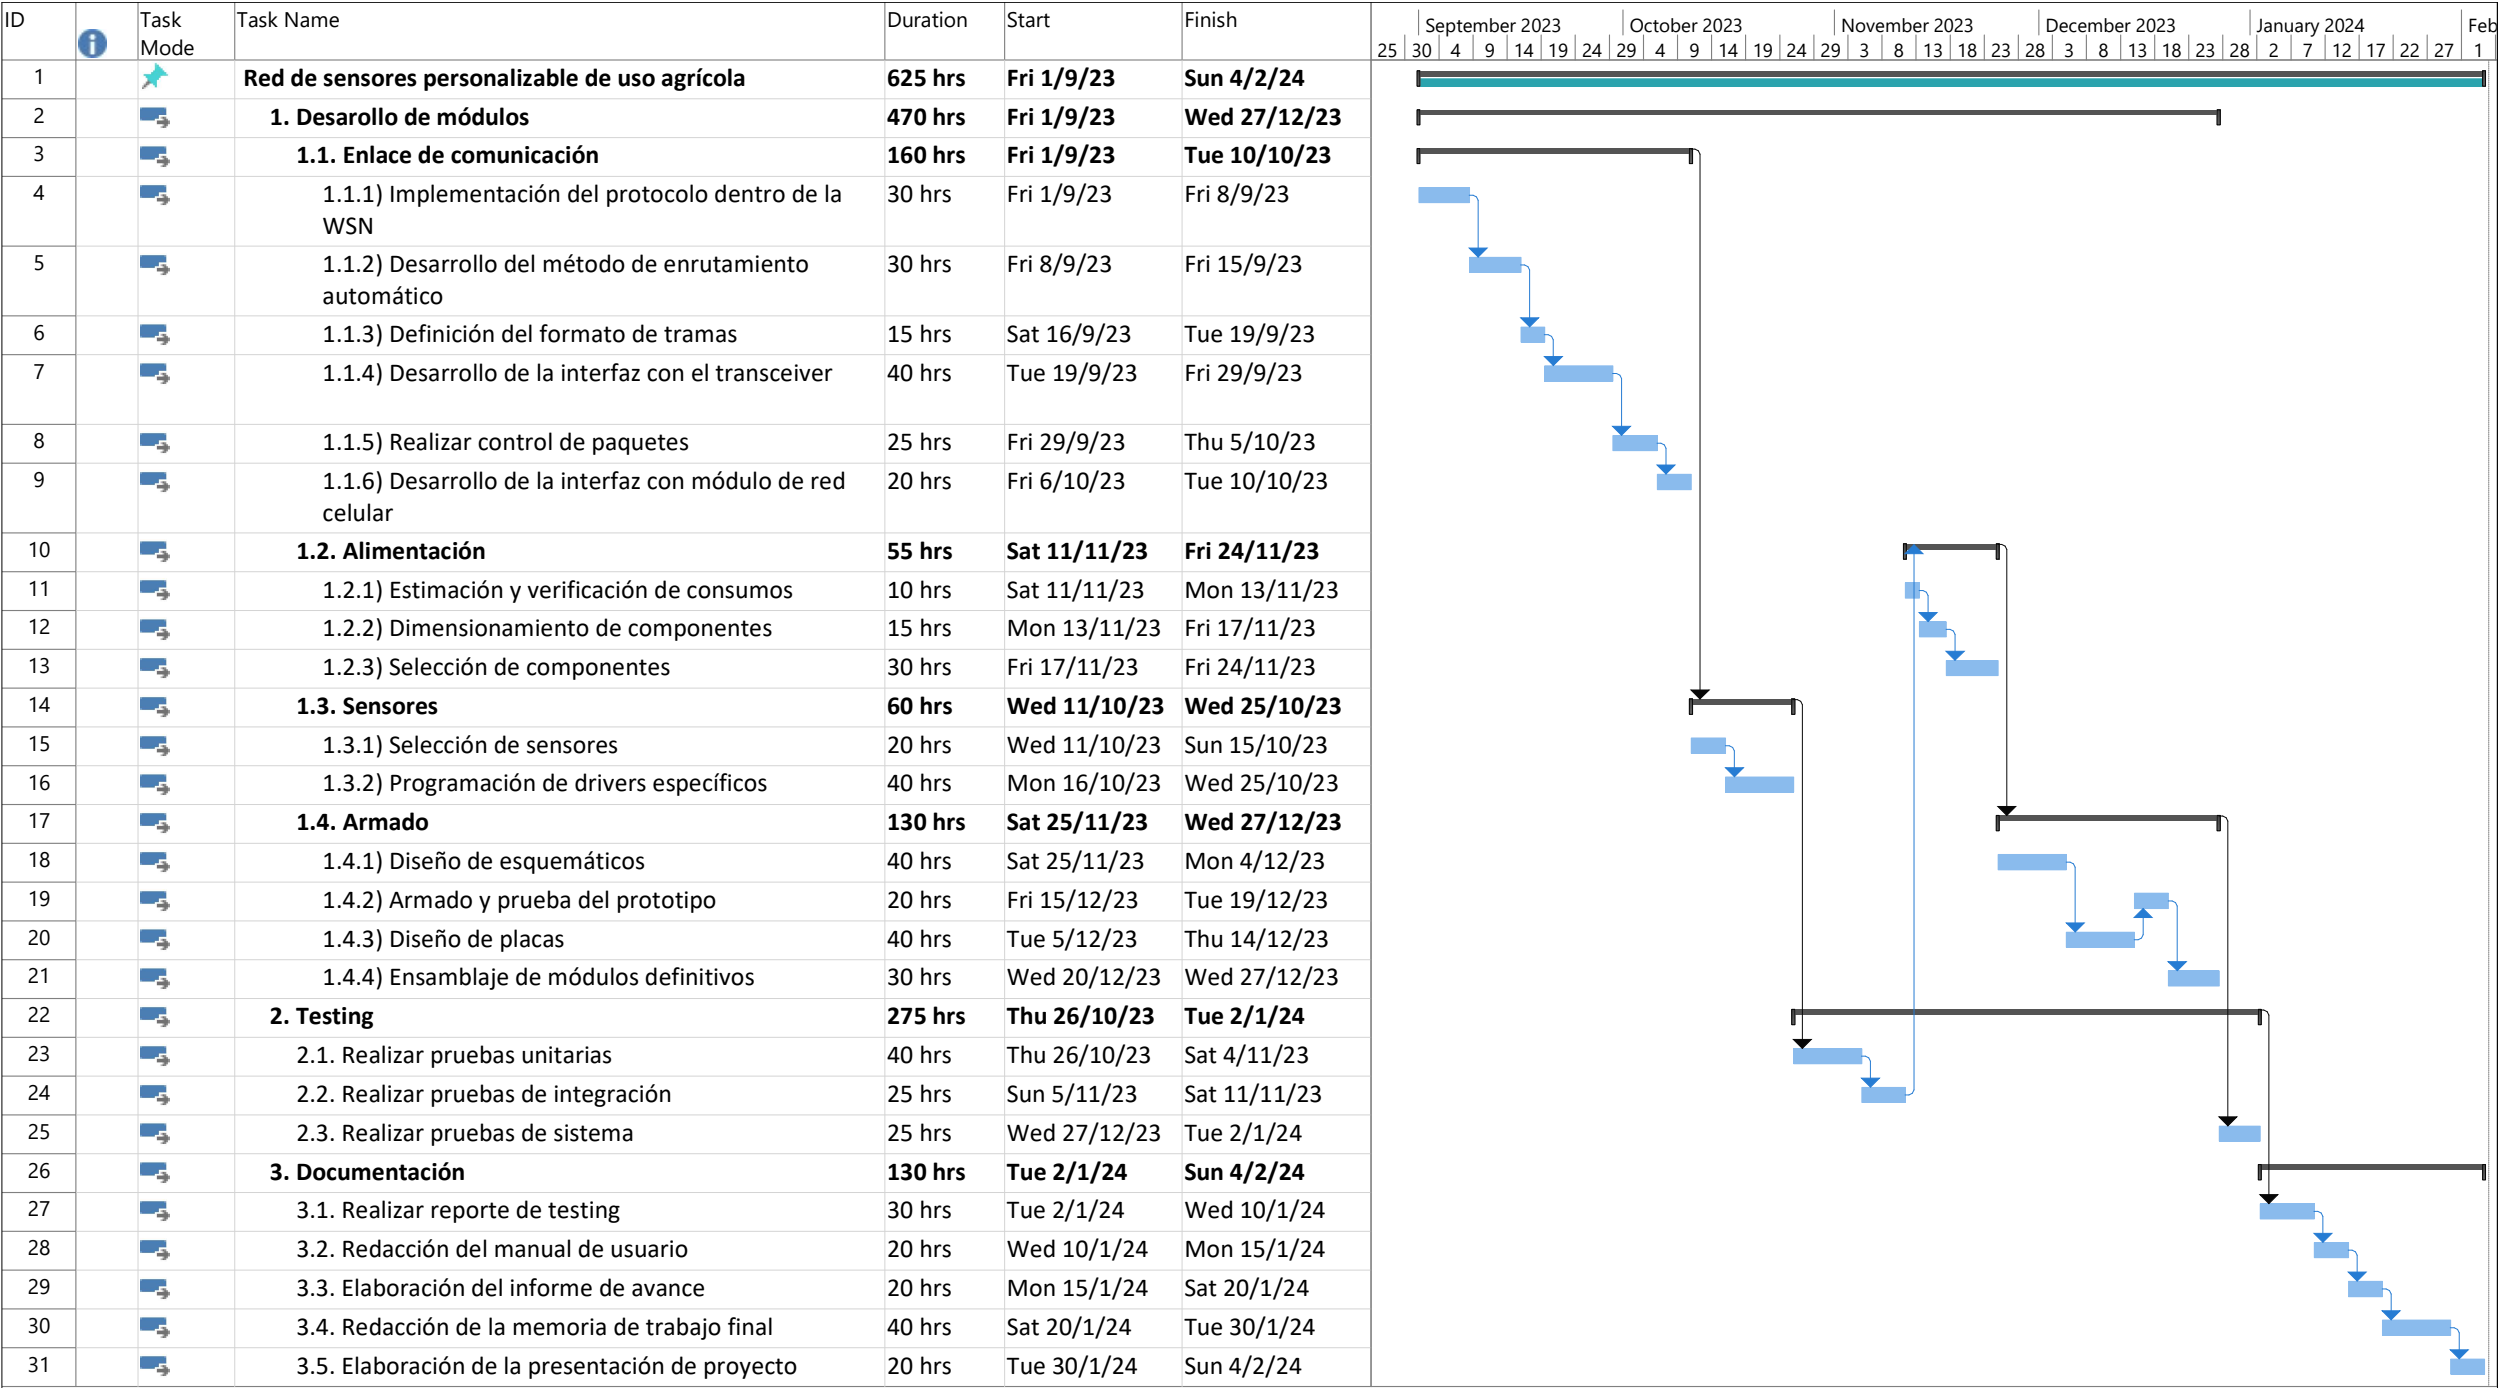 ID Task Mode Task Name Duration Start Finish
September 2023 October 2023 November 2023 December 2023 January 2024 Feb
25 30 4 9 14 19 24 29 4 9 14 19 24 29 3 8 13 18 23 28 3 8 13 18 23 28 2 7 12 17 22 27 1
1 Red de sensores personalizable de uso agrícola 625 hrs Fri 1/9/23 Sun 4/2/24
2 1. Desarollo de módulos 470 hrs Fri 1/9/23 Wed 27/12/23
3 1.1. Enlace de comunicación 160 hrs Fri 1/9/23 Tue 10/10/23
4 1.1.1) Implementación del protocolo dentro de la 30 hrs Fri 1/9/23 Fri 8/9/23
WSN
5 1.1.2) Desarrollo del método de enrutamiento 30 hrs Fri 8/9/23 Fri 15/9/23
automático
6 1.1.3) Definición del formato de tramas 15 hrs Sat 16/9/23 Tue 19/9/23
7 1.1.4) Desarrollo de la interfaz con el transceiver 40 hrs Tue 19/9/23 Fri 29/9/23
8 1.1.5) Realizar control de paquetes 25 hrs Fri 29/9/23 Thu 5/10/23
9 1.1.6) Desarrollo de la interfaz con módulo de red 20 hrs Fri 6/10/23 Tue 10/10/23
celular
10 1.2. Alimentación 55 hrs Sat 11/11/23 Fri 24/11/23
11 1.2.1) Estimación y verificación de consumos 10 hrs Sat 11/11/23 Mon 13/11/23
12 1.2.2) Dimensionamiento de componentes 15 hrs Mon 13/11/23 Fri 17/11/23
13 1.2.3) Selección de componentes 30 hrs Fri 17/11/23 Fri 24/11/23
14 1.3. Sensores 60 hrs Wed 11/10/23 Wed 25/10/23
15 1.3.1) Selección de sensores 20 hrs Wed 11/10/23 Sun 15/10/23
16 1.3.2) Programación de drivers específicos 40 hrs Mon 16/10/23 Wed 25/10/23
17 1.4. Armado 130 hrs Sat 25/11/23 Wed 27/12/23
18 1.4.1) Diseño de esquemáticos 40 hrs Sat 25/11/23 Mon 4/12/23
19 1.4.2) Armado y prueba del prototipo 20 hrs Fri 15/12/23 Tue 19/12/23
20 1.4.3) Diseño de placas 40 hrs Tue 5/12/23 Thu 14/12/23
21 1.4.4) Ensamblaje de módulos definitivos 30 hrs Wed 20/12/23 Wed 27/12/23
22 2. Testing 275 hrs Thu 26/10/23 Tue 2/1/24
23 2.1. Realizar pruebas unitarias 40 hrs Thu 26/10/23 Sat 4/11/23
24 2.2. Realizar pruebas de integración 25 hrs Sun 5/11/23 Sat 11/11/23
25 2.3. Realizar pruebas de sistema 25 hrs Wed 27/12/23 Tue 2/1/24
26 3. Documentación 130 hrs Tue 2/1/24 Sun 4/2/24
27 3.1. Realizar reporte de testing 30 hrs Tue 2/1/24 Wed 10/1/24
28 3.2. Redacción del manual de usuario 20 hrs Wed 10/1/24 Mon 15/1/24
29 3.3. Elaboración del informe de avance 20 hrs Mon 15/1/24 Sat 20/1/24
30 3.4. Redacción de la memoria de trabajo final 40 hrs Sat 20/1/24 Tue 30/1/24
31 3.5. Elaboración de la presentación de proyecto 20 hrs Tue 30/1/24 Sun 4/2/24